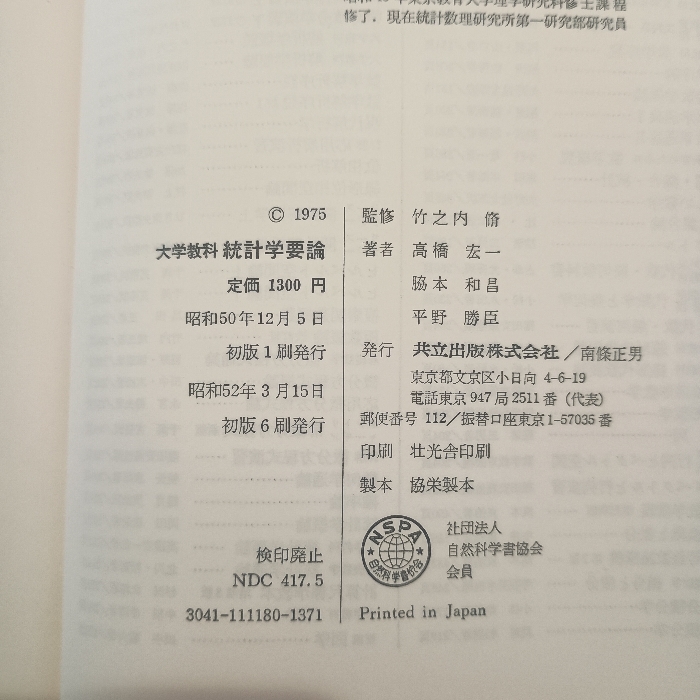 修了．現在統計数理研究所第一研究部研究員
© 1975
大学教科 統計学要論
定価 1300 円
昭和50年12月5日
初版1刷発行
昭和52年3月15日
初版6刷発行
検印廃止
NDC 417.5
3041-111180-1371
監修 竹之内 脩
著者 高橋 宏一
脇本 和昌
平野 勝臣
発行 共立出版株式会社／南條正男
東京都文京区小日向 4-6-19
電話東京 947 局 2511 番（代表）
郵便番号 112／振替口座東京 1-57035 番
印刷 壮光舎印刷
製本 協栄製本
NSPA
自然科学書協会
社団法人
自然科学書協会
会員
Printed in Japan